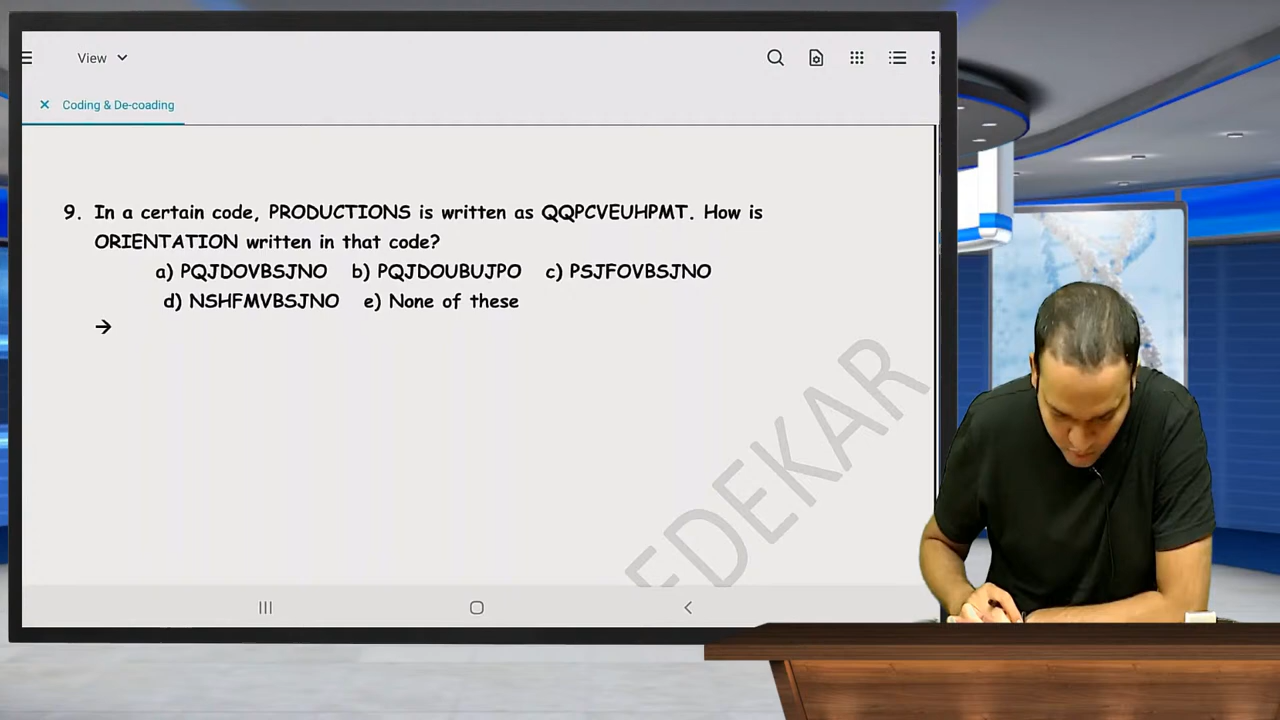 View
Coding & De-coading
9. In a certain code, PRODUCTIONS is written as QQPCVEUHPMT. How is
ORIENTATION written in that code?
a) PQJDOVBSJNO b) PQJDOUBUJPO c) PSJFOVBSJNO
d) NSHFMVBSJNO e) None of these
→
EDEKAR